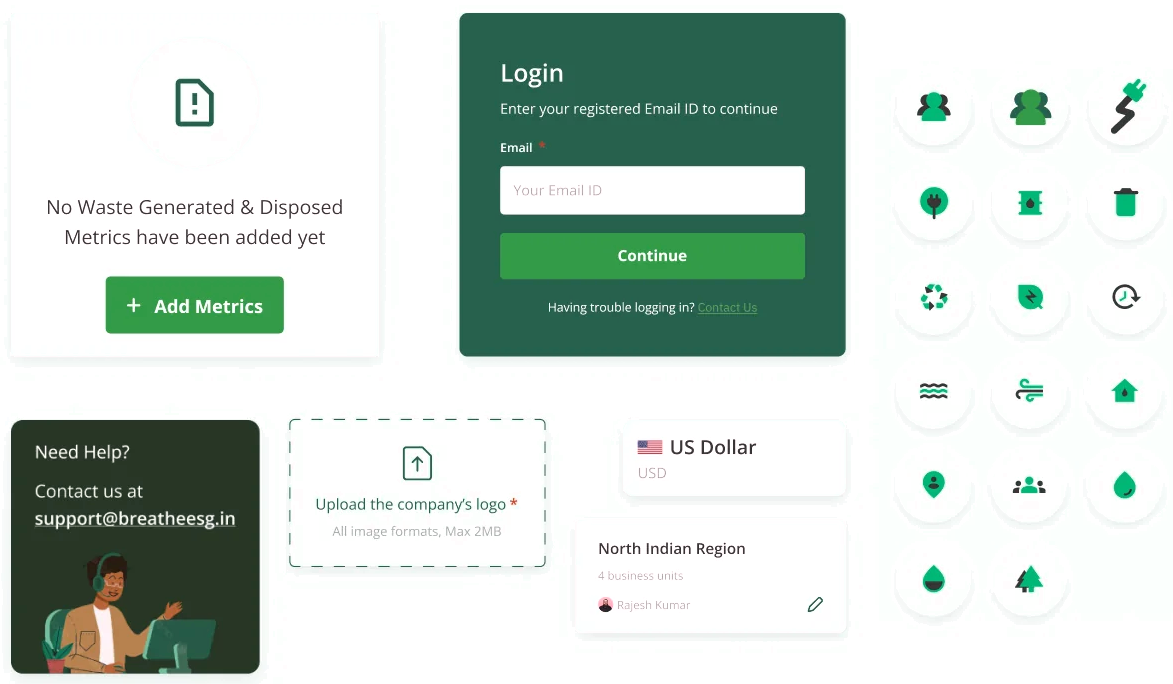 No Waste Generated & Disposed
Metrics have been added yet
+ Add Metrics
Login
Enter your registered Email ID to continue
Email *
Your Email ID
Continue
Having trouble logging in? Contact Us
Need Help?
Contact us at
support@breatheesg.in
Upload the company’s logo *
All image formats, Max 2MB
US Dollar
USD
North Indian Region
4 business units
Rajesh Kumar